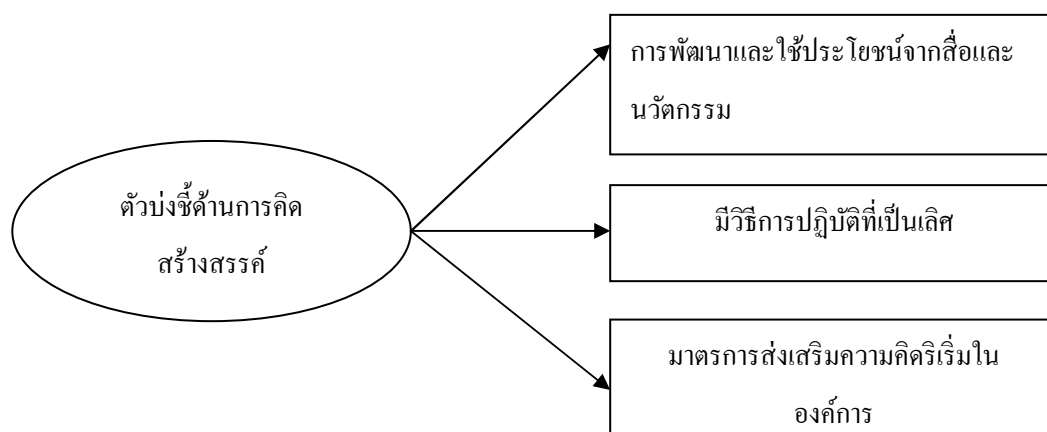 การพัฒนาและใช้ประโยชน์จากสื่อและ
นวัตกรรม
ตัวบ่งชี้ด้านการคิด
สร้างสรรค์
มีวิธีการปฏิบัติที่เป็นเลิศ
มาตรการส่งเสริมความคิดริเริ่มใน
องค์การ